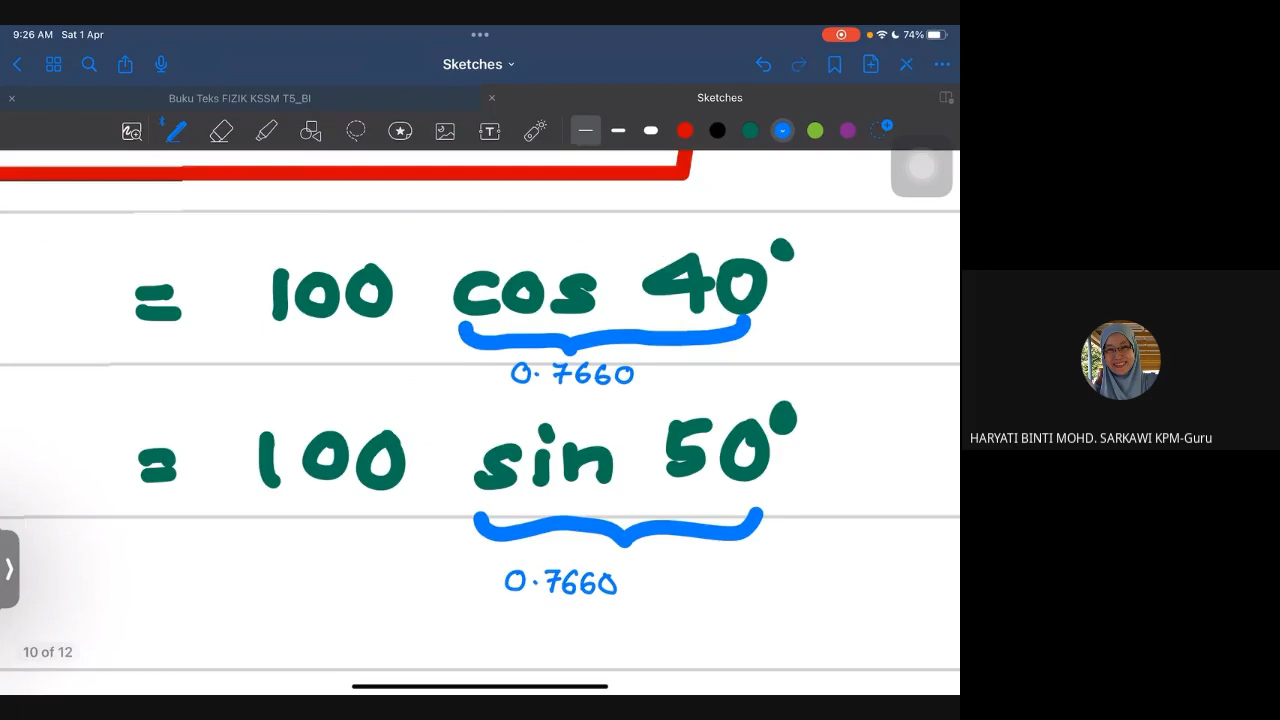 9:26 AM Sat 1 Apr
74%
Sketches
Buku Teks FIZIK KSSM T5_BI
Sketches
= 100 cos 40°
0.7660
= 100 sin 50°
0.7660
10 of 12
HARYATI BINTI MOHD. SARKAWI KPM-Guru